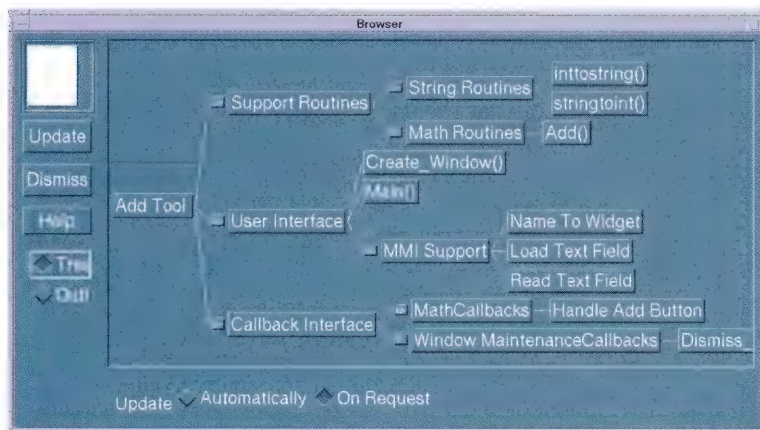 Browser
Update
Dismiss
Help
Add Tool
Support Routines
String Routines
inttostring()
stringtoint()
Math Routines
Add()
User Interface
Create_Window()
Main()
MMI Support
Name To Widget
Load Text Field
Read Text Field
Callback Interface
MathCallbacks
Handle Add Button
Window MaintenanceCallbacks
Dismiss_
Update Automatically On Request